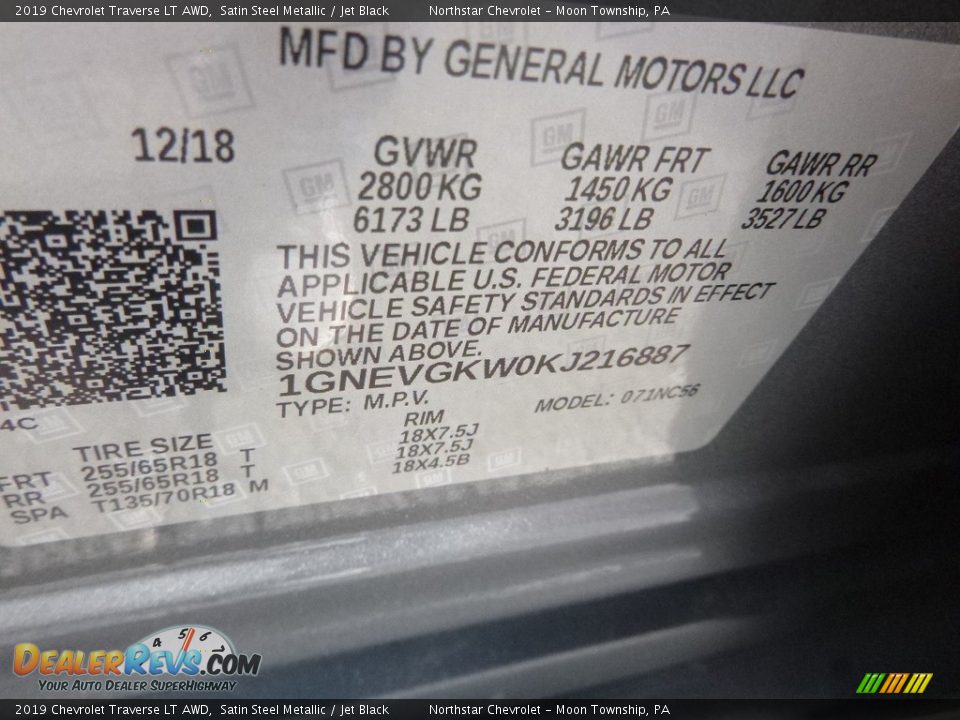 2019 Chevrolet Traverse LT AWD, Satin Steel Metallic / Jet Black Northstar Chevrolet - Moon Township, PA
MFD BY GENERAL MOTORS LLC
12/18 GVWR GAWR FRT GAWR RR
2800 KG 1450 KG 1600 KG
6173 LB 3196 LB 3527 LB
THIS VEHICLE CONFORMS TO ALL
APPLICABLE U.S. FEDERAL MOTOR
VEHICLE SAFETY STANDARDS IN EFFECT
ON THE DATE OF MANUFACTURE
SHOWN ABOVE.
1GNEVGKW0KJ216887
TYPE: M.P.V. MODEL: 071NC56
4C
TIRE SIZE RIM
FRT 255/65R18 T 18X7.5J
RR 255/65R18 T 18X7.5J
SPA T135/70R18 M 18X4.5B
GM
4 5 6
DealerRevs.com
Your Auto Dealer SuperHighway
2019 Chevrolet Traverse LT AWD, Satin Steel Metallic / Jet Black Northstar Chevrolet - Moon Township, PA